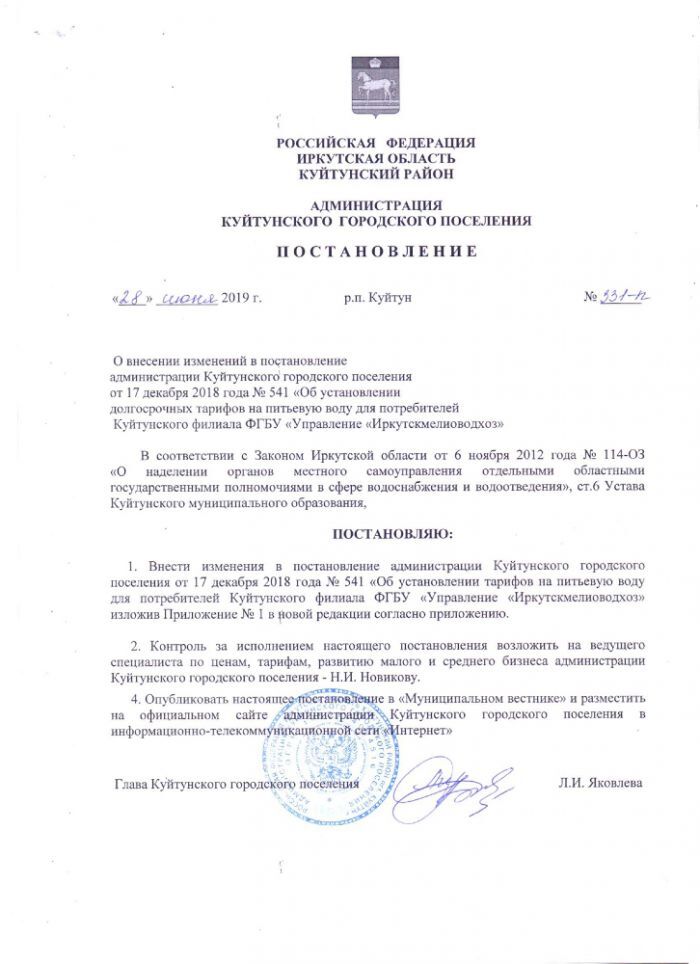 РОССИЙСКАЯ ФЕДЕРАЦИЯ
ИРКУТСКАЯ ОБЛАСТЬ
КУЙТУНСКИЙ РАЙОН
АДМИНИСТРАЦИЯ
КУЙТУНСКОГО ГОРОДСКОГО ПОСЕЛЕНИЯ
П О С Т А Н О В Л Е Н И Е
«28» июня 2019 г. р.п. Куйтун № 331-п
О внесении изменений в постановление
администрации Куйтунского городского поселения
от 17 декабря 2018 года № 541 «Об установлении
долгосрочных тарифов на питьевую воду для потребителей
Куйтунского филиала ФГБУ «Управление «Иркутскмелиоводхоз»
В соответствии с Законом Иркутской области от 6 ноября 2012 года № 114-ОЗ
«О наделении органов местного самоуправления отдельными областными
государственными полномочиями в сфере водоснабжения и водоотведения», ст.6 Устава
Куйтунского муниципального образования,
ПОСТАНОВЛЯЮ:
1. Внести изменения в постановление администрации Куйтунского городского
поселения от 17 декабря 2018 года № 541 «Об установлении тарифов на питьевую воду
для потребителей Куйтунского филиала ФГБУ «Управление «Иркутскмелиоводхоз»
изложив Приложение № 1 в новой редакции согласно приложению.
2. Контроль за исполнением настоящего постановления возложить на ведущего
специалиста по ценам, тарифам, развитию малого и среднего бизнеса администрации
Куйтунского городского поселения - Н.И. Новикову.
4. Опубликовать настоящее постановление в «Муниципальном вестнике» и разместить
на официальном сайте администрации Куйтунского городского поселения в
информационно-телекоммуникационной сети «Интернет»
Глава Куйтунского городского поселения Л.И. Яковлева